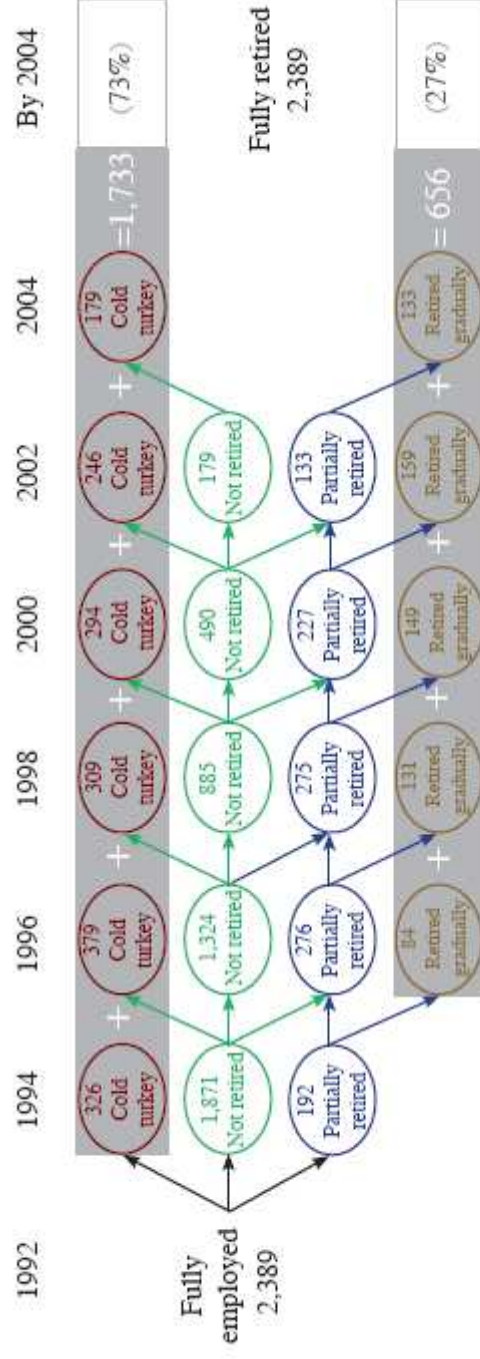 1992
1994
1996
1998
2000
2002
2004
By 2004
326
Cold
turkey
+
379
Cold
turkey
+
309
Cold
turkey
+
294
Cold
turkey
+
246
Cold
turkey
+
179
Cold
turkey
=1,733
(73%)
Fully
employed
2,389
1,871
Not retired
1,324
Not retired
885
Not retired
490
Not retired
179
Not retired
Fully retired
2,389
192
Partially
retired
276
Partially
retired
275
Partially
retired
227
Partially
retired
133
Partially
retired
84
Retired
gradually
+
131
Retired
gradually
+
149
Retired
gradually
+
159
Retired
gradually
+
133
Retired
gradually
= 656
(27%)